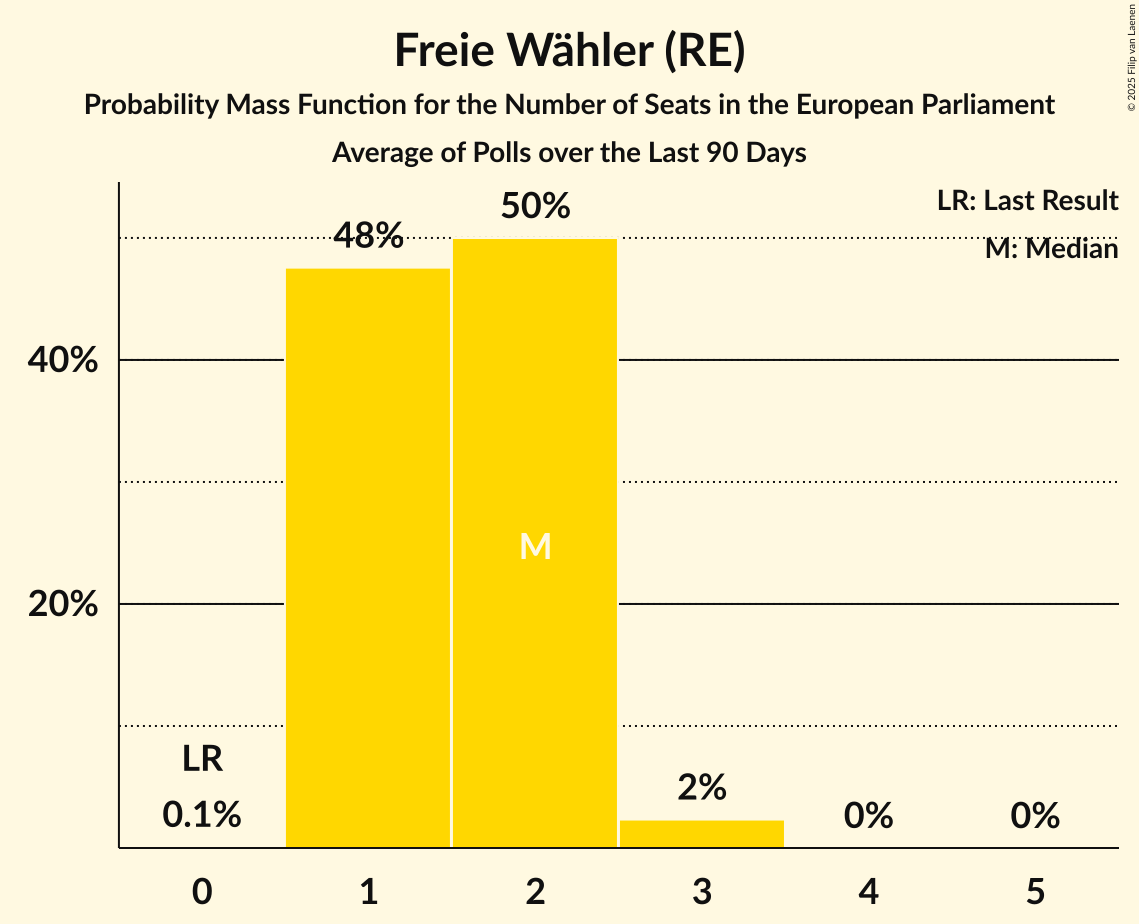 Freie Wähler (RE)
Probability Mass Function for the Number of Seats in the European Parliament
Average of Polls over the Last 90 Days
© 2025 Filip van Laenen
LR: Last Result
M: Median
50%
48%
40%
20%
M
LR
0.1%
2%
0%
0%
0 1 2 3 4 5